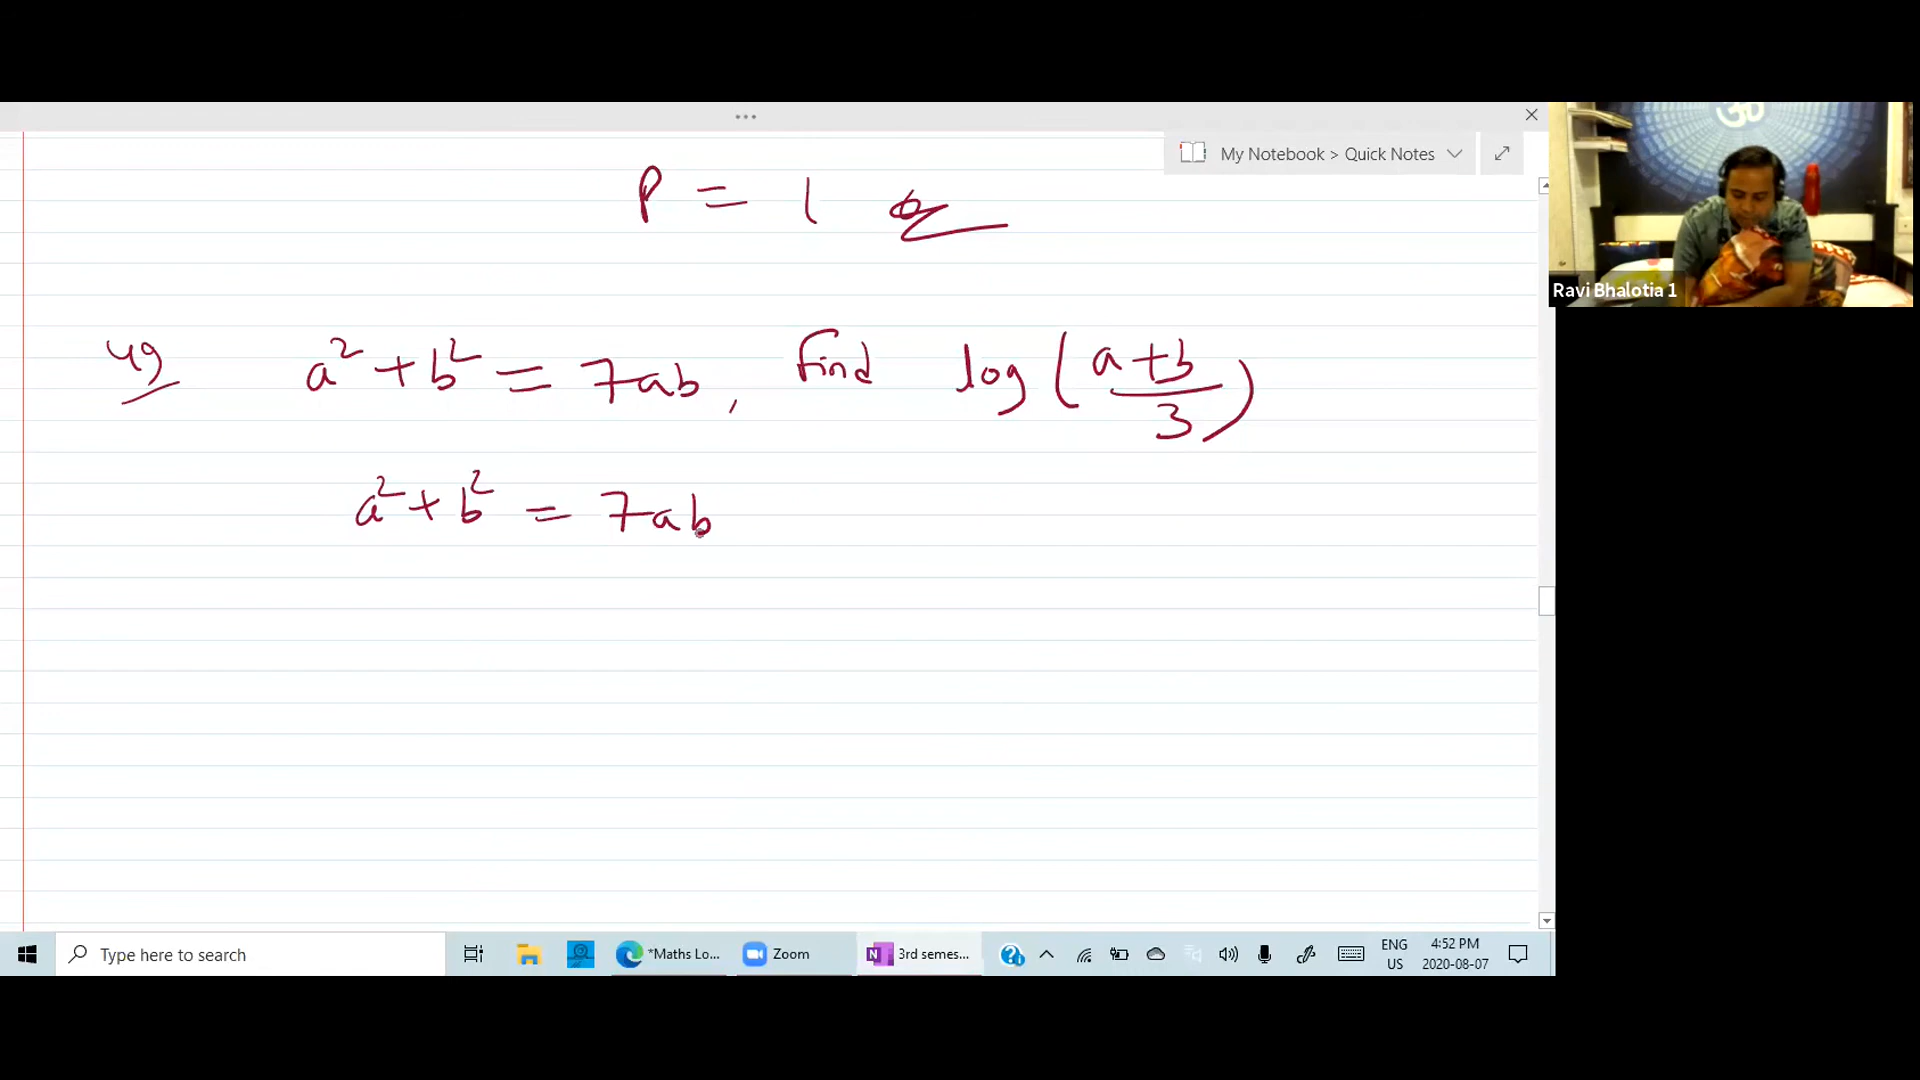 My Notebook > Quick Notes
P = 1
Ravi Bhalotia 1
49 a² + b² = 7ab, find log (a+b/3)
a² + b² = 7ab
Type here to search
*Maths Lo...
Zoom
3rd semes...
ENG
US
4:52 PM
2020-08-07